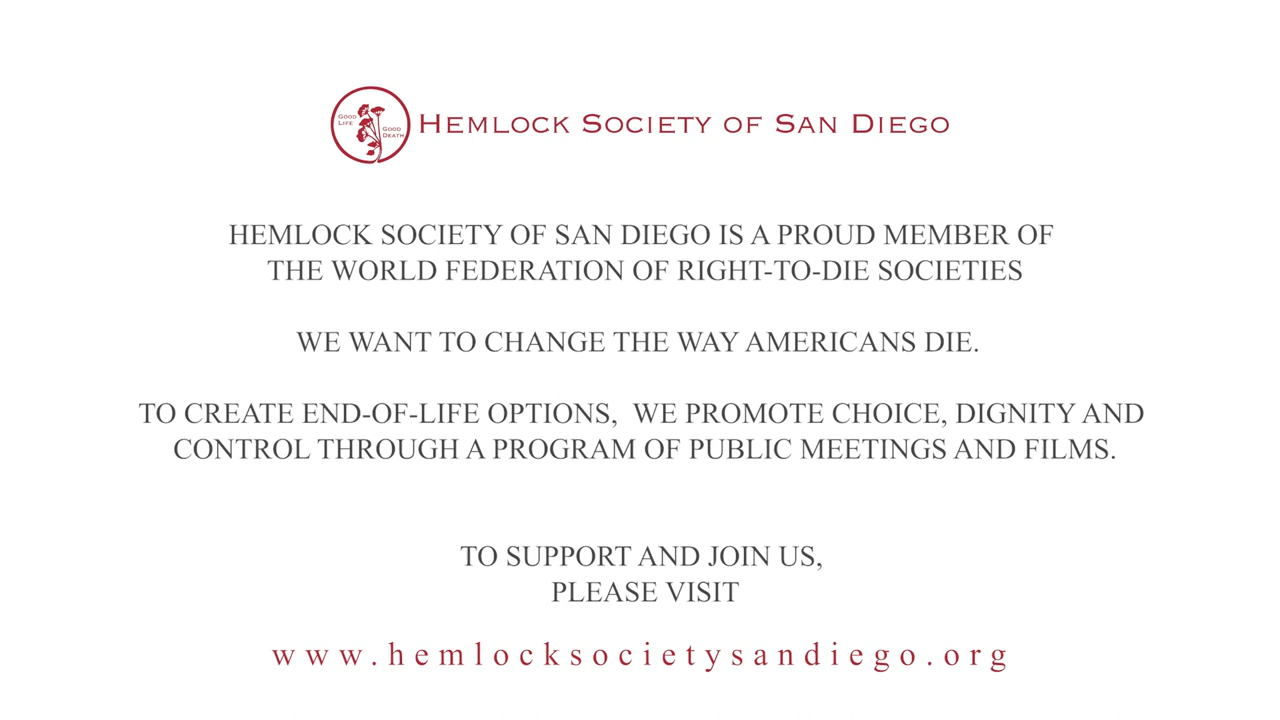 GOOD
LIFE
GOOD
DEATH
HEMLOCK SOCIETY OF SAN DIEGO
HEMLOCK SOCIETY OF SAN DIEGO IS A PROUD MEMBER OF
THE WORLD FEDERATION OF RIGHT-TO-DIE SOCIETIES
WE WANT TO CHANGE THE WAY AMERICANS DIE.
TO CREATE END-OF-LIFE OPTIONS, WE PROMOTE CHOICE, DIGNITY AND
CONTROL THROUGH A PROGRAM OF PUBLIC MEETINGS AND FILMS.
TO SUPPORT AND JOIN US,
PLEASE VISIT
www.hemlocksocietysandiego.org